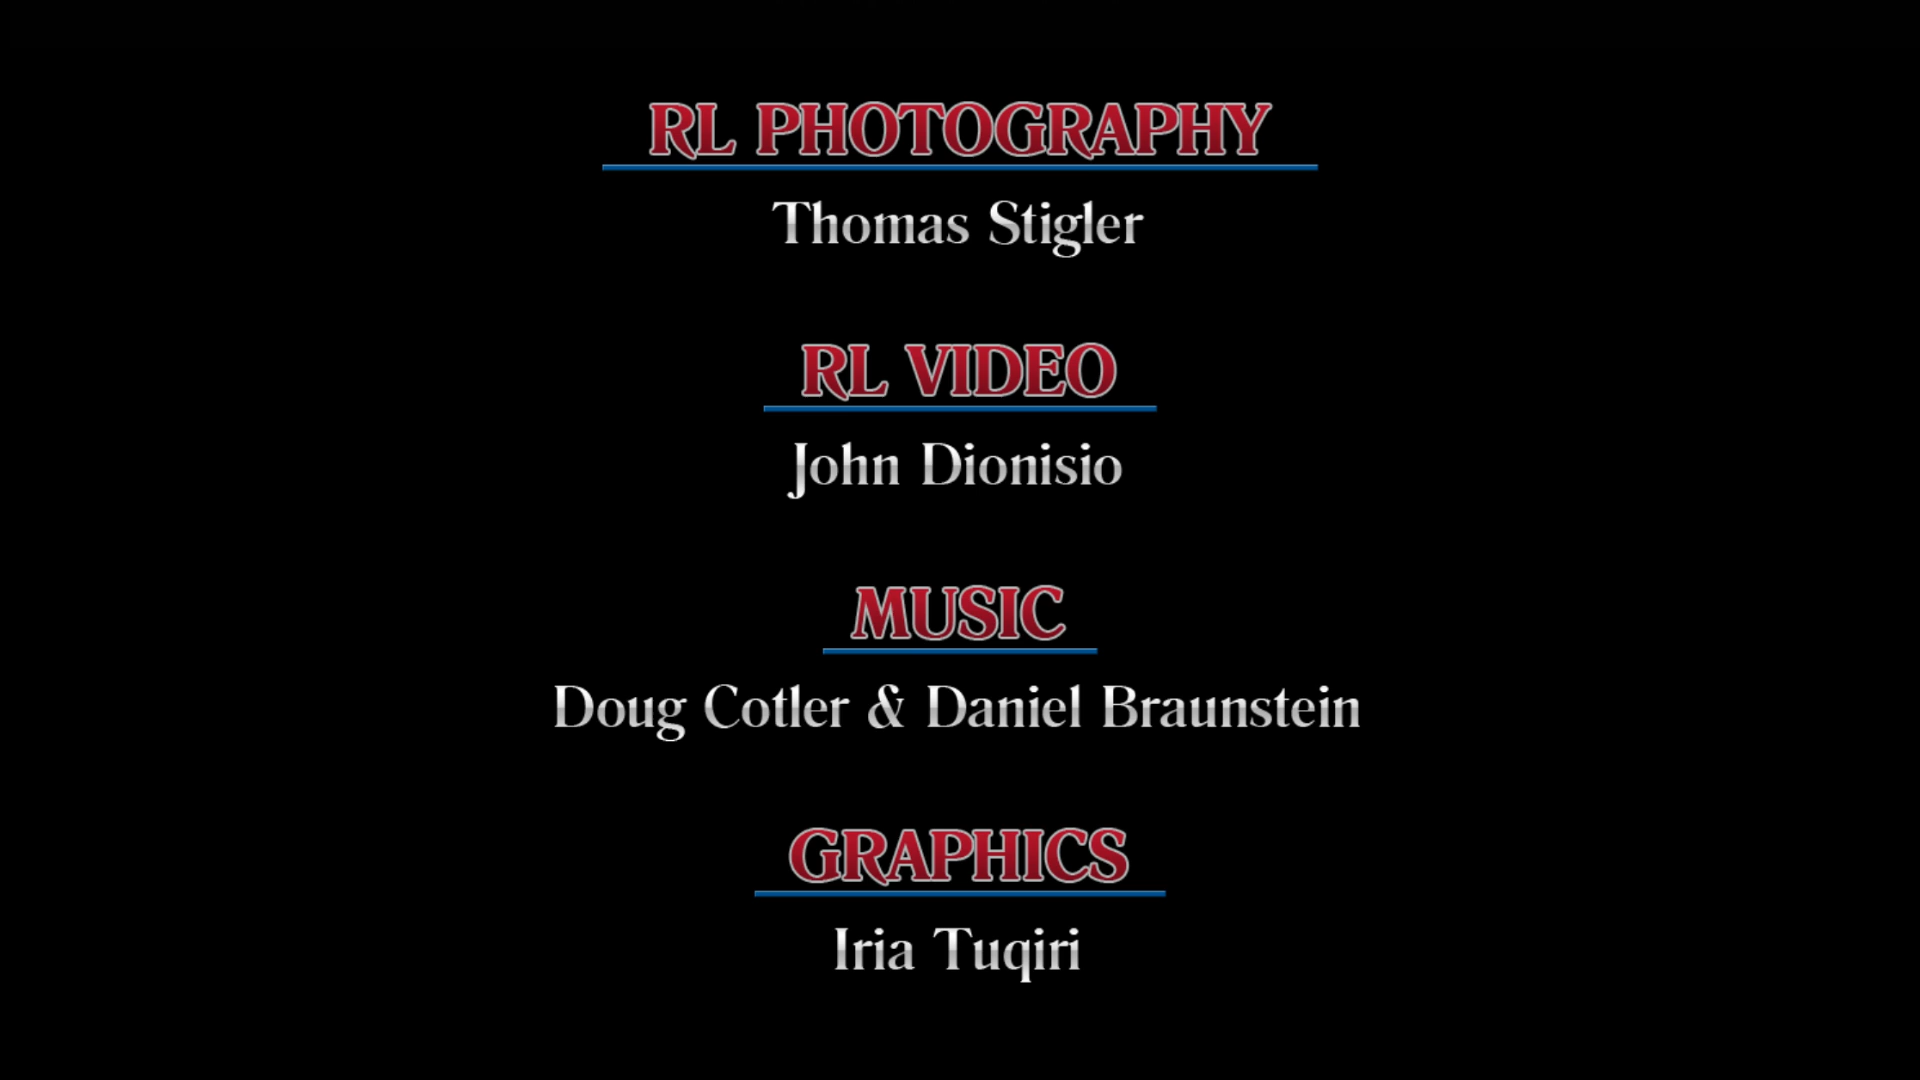 RL PHOTOGRAPHY
Thomas Stigler
RL VIDEO
John Dionisio
MUSIC
Doug Cotler & Daniel Braunstein
GRAPHICS
Iria Tuqiri